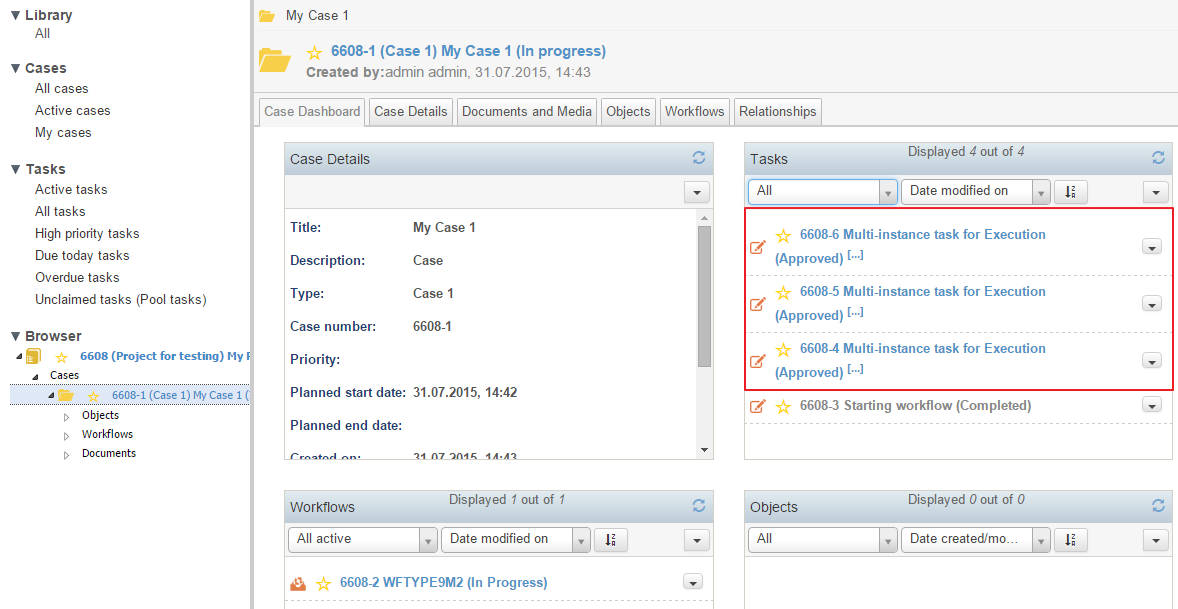 Library
All
Cases
All cases
Active cases
My cases
Tasks
Active tasks
All tasks
High priority tasks
Due today tasks
Overdue tasks
Unclaimed tasks (Pool tasks)
Browser
6608 (Project for testing) My
Cases
6608-1 (Case 1) My Case 1 (
Objects
Workflows
Documents
My Case 1
6608-1 (Case 1) My Case 1 (In progress)
Created by:admin admin, 31.07.2015, 14:43
Case Dashboard Case Details Documents and Media Objects Workflows Relationships
Case Details
Title: My Case 1
Description: Case
Type: Case 1
Case number: 6608-1
Priority:
Planned start date: 31.07.2015, 14:42
Planned end date:
Created on: 31.07.2015, 14:43
Tasks Displayed 4 out of 4
All Date modified on
6608-6 Multi-instance task for Execution
(Approved) [...]
6608-5 Multi-instance task for Execution
(Approved) [...]
6608-4 Multi-instance task for Execution
(Approved) [...]
6608-3 Starting workflow (Completed)
Workflows Displayed 1 out of 1
All active Date modified on
6608-2 WFTYPE9M2 (In Progress)
Objects Displayed 0 out of 0
All Date created/mo...